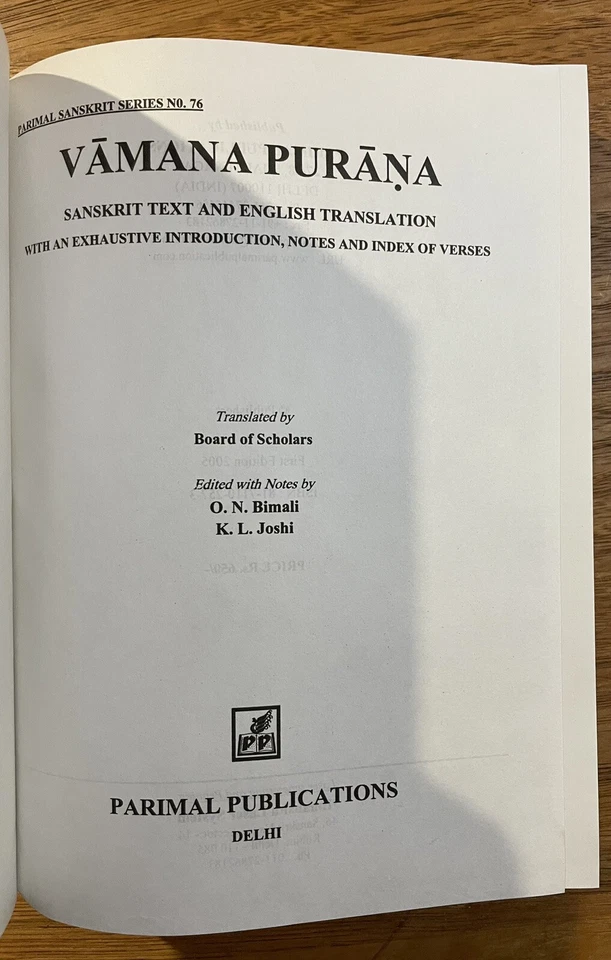 PARIMAL SANSKRIT SERIES N0. 76
VĀMANA PURĀṆA
SANSKRIT TEXT AND ENGLISH TRANSLATION
WITH AN EXHAUSTIVE INTRODUCTION, NOTES AND INDEX OF VERSES
Translated by
Board of Scholars
Edited with Notes by
O. N. Bimali
K. L. Joshi
PARIMAL PUBLICATIONS
DELHI